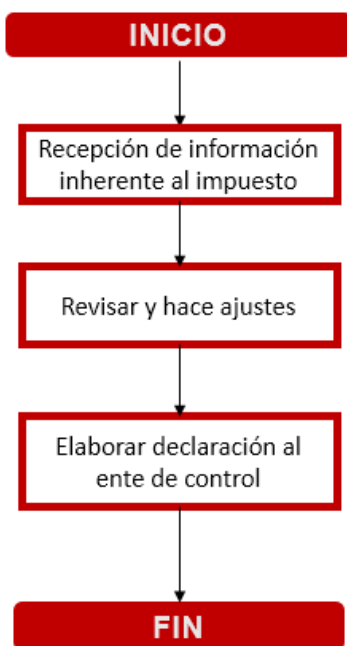 INICIO
Recepción de información
inherente al impuesto
Revisar y hace ajustes
Elaborar declaración al
ente de control
FIN